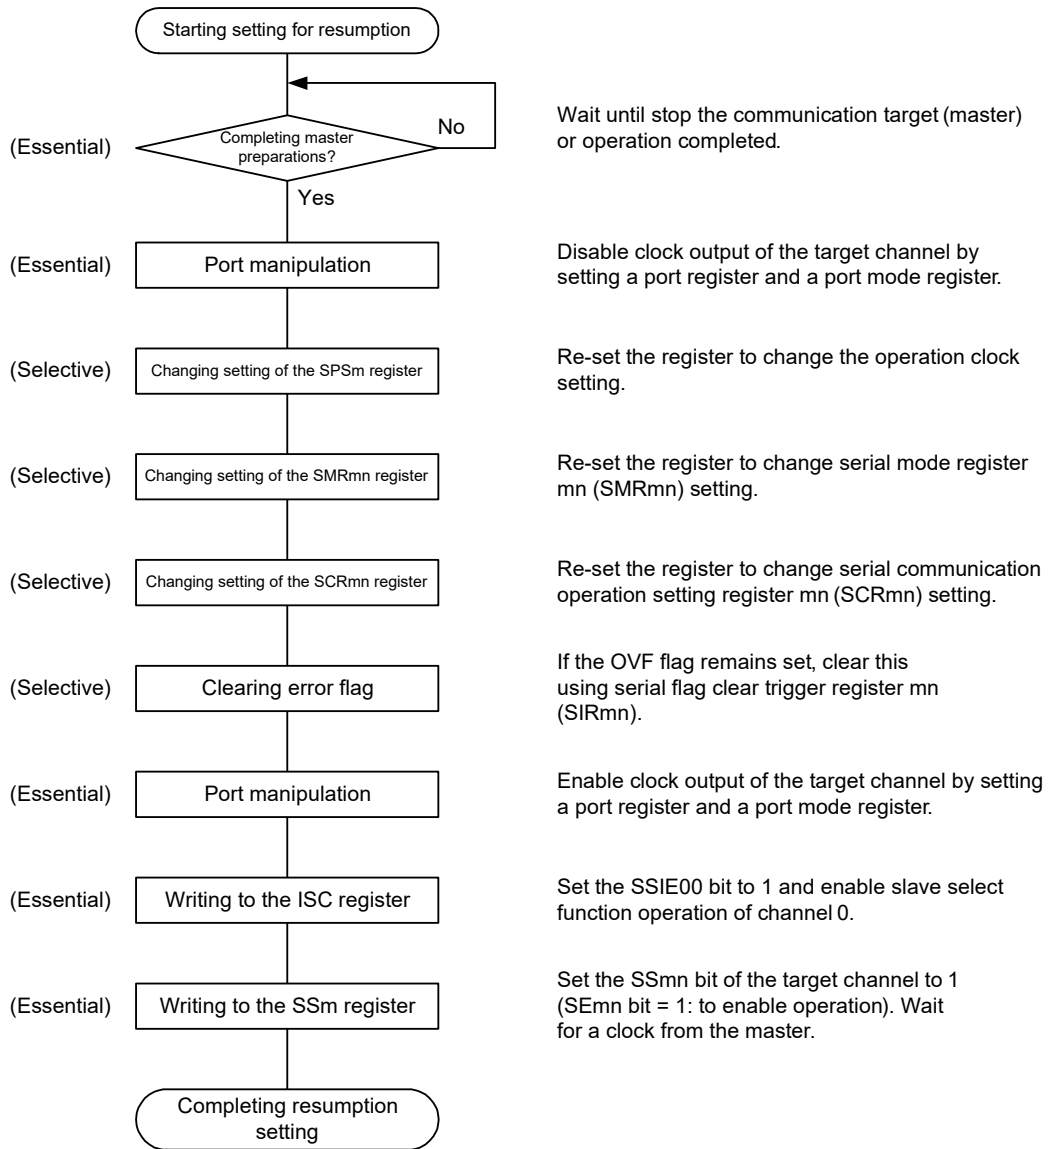 Starting setting for resumption
(Essential)
Completing master
preparations?
No
Yes
Wait until stop the communication target (master)
or operation completed.
(Essential)
Port manipulation
Disable clock output of the target channel by
setting a port register and a port mode register.
(Selective)
Changing setting of the SPSm register
Re-set the register to change the operation clock
setting.
(Selective)
Changing setting of the SMRmn register
Re-set the register to change serial mode register
mn (SMRmn) setting.
(Selective)
Changing setting of the SCRmn register
Re-set the register to change serial communication
operation setting register mn (SCRmn) setting.
(Selective)
Clearing error flag
If the OVF flag remains set, clear this
using serial flag clear trigger register mn
(SIRmn).
(Essential)
Port manipulation
Enable clock output of the target channel by setting
a port register and a port mode register.
(Essential)
Writing to the ISC register
Set the SSIE00 bit to 1 and enable slave select
function operation of channel 0.
(Essential)
Writing to the SSm register
Set the SSmn bit of the target channel to 1
(SEmn bit = 1: to enable operation). Wait
for a clock from the master.
Completing resumption
setting